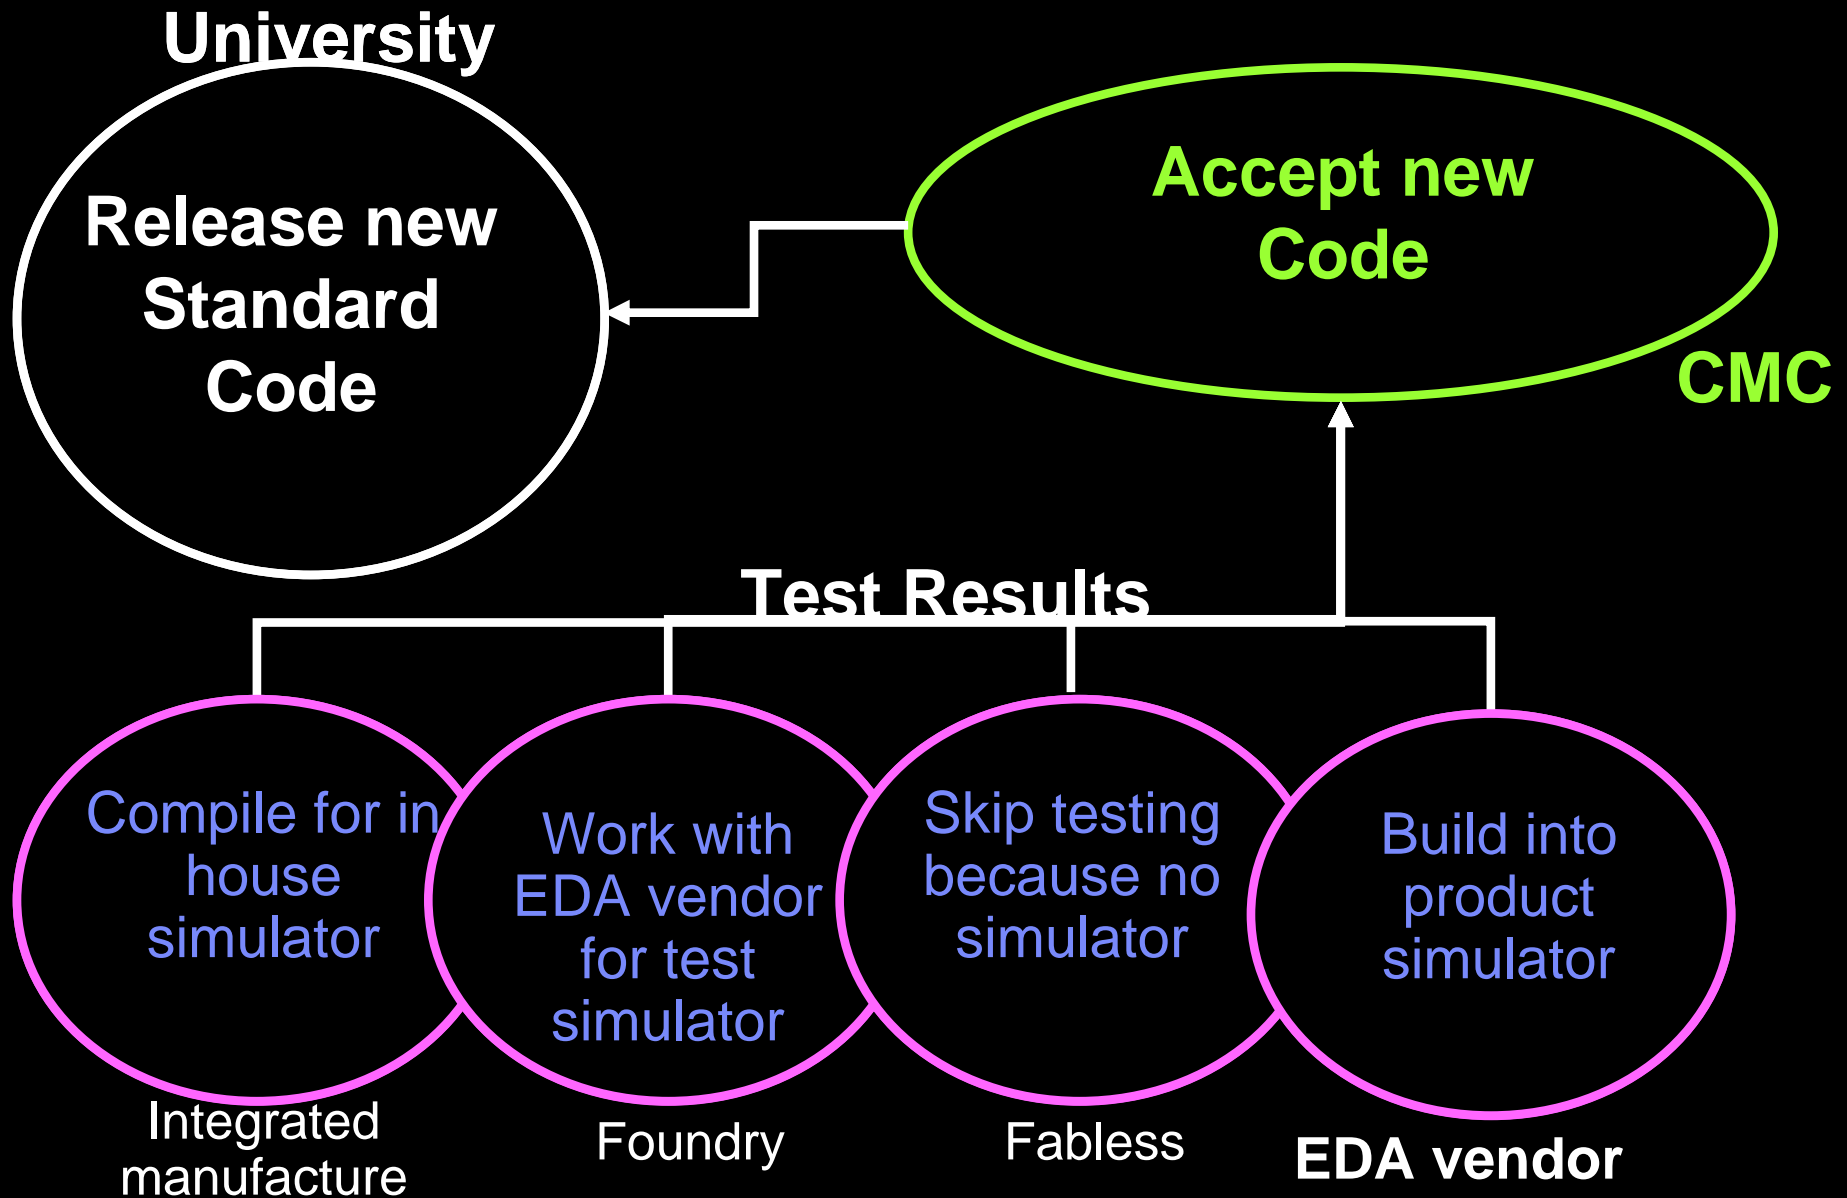 University
Release new
Standard
Code
Accept new
Code
CMC
Test Results
Compile for in
house
simulator
Work with
EDA vendor
for test
simulator
Skip testing
because no
simulator
Build into
product
simulator
Integrated
manufacture
Foundry
Fabless
EDA vendor